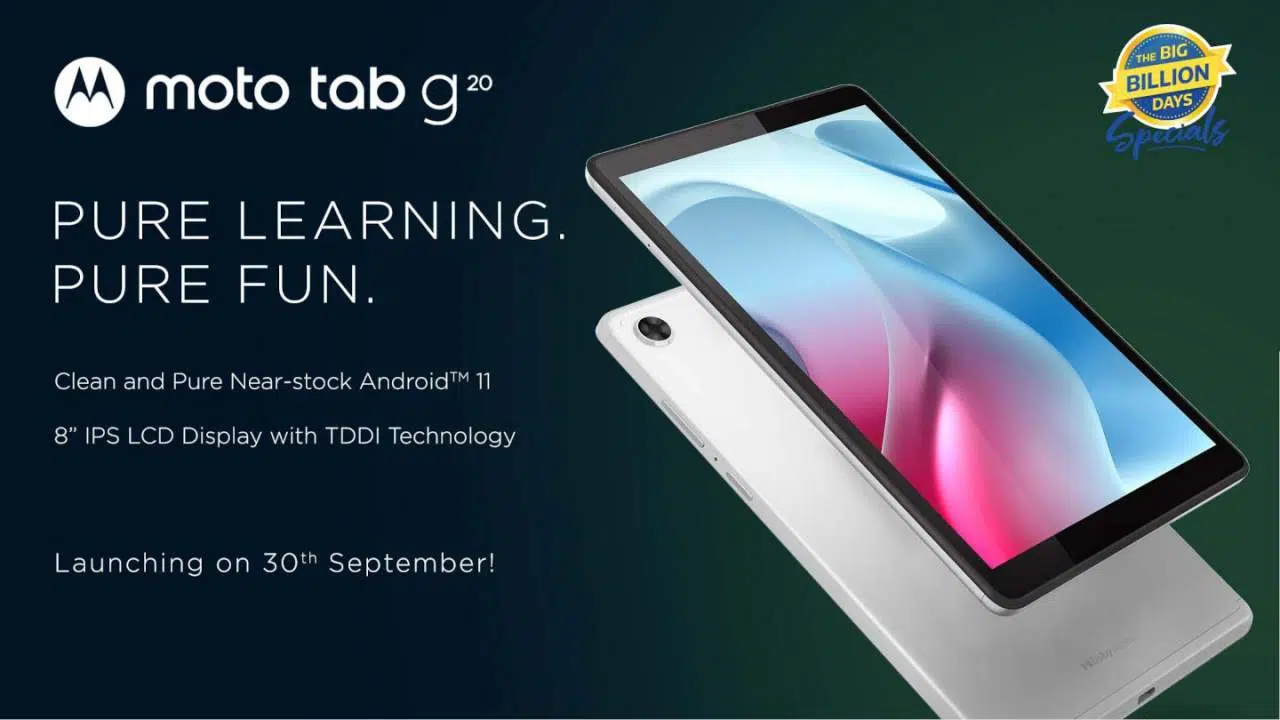 moto tab g20
THE BIG
BILLION
DAYS
Specials
PURE LEARNING.
PURE FUN.
Clean and Pure Near-stock Android™ 11
8” IPS LCD Display with TDDI Technology
Launching on 30th September!